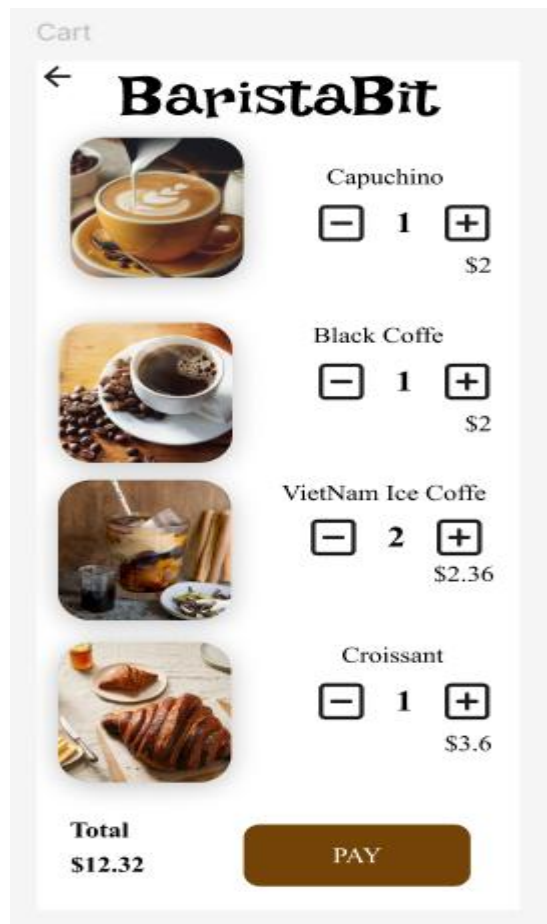 Cart
BaristaBit
Capuchino
1
$2
Black Coffe
1
$2
VietNam Ice Coffe
2
$2.36
Croissant
1
$3.6
Total
$12.32
PAY